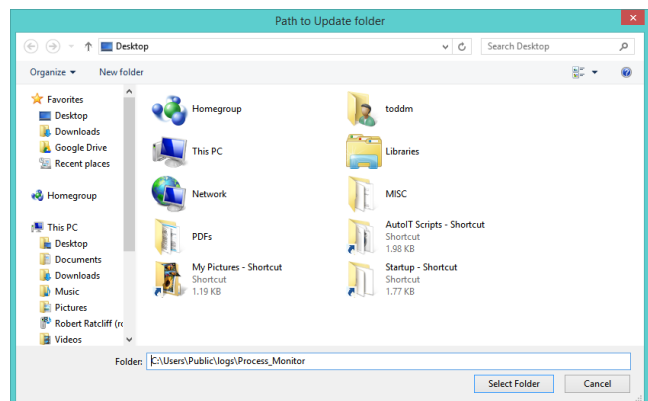 Path to Update folder
Desktop
Search Desktop
Organize
New folder
Favorites
Desktop
Downloads
Google Drive
Recent places
Homegroup
This PC
Desktop
Documents
Downloads
Music
Pictures
Robert Ratcliff (rc
Videos
Homegroup
toddm
This PC
Libraries
Network
MISC
PDFs
AutoIT Scripts - Shortcut
Shortcut
1.98 KB
My Pictures - Shortcut
Shortcut
1.19 KB
Startup - Shortcut
Shortcut
1.77 KB
Folder: C:\Users\Public\logs\Process_Monitor
Select Folder
Cancel